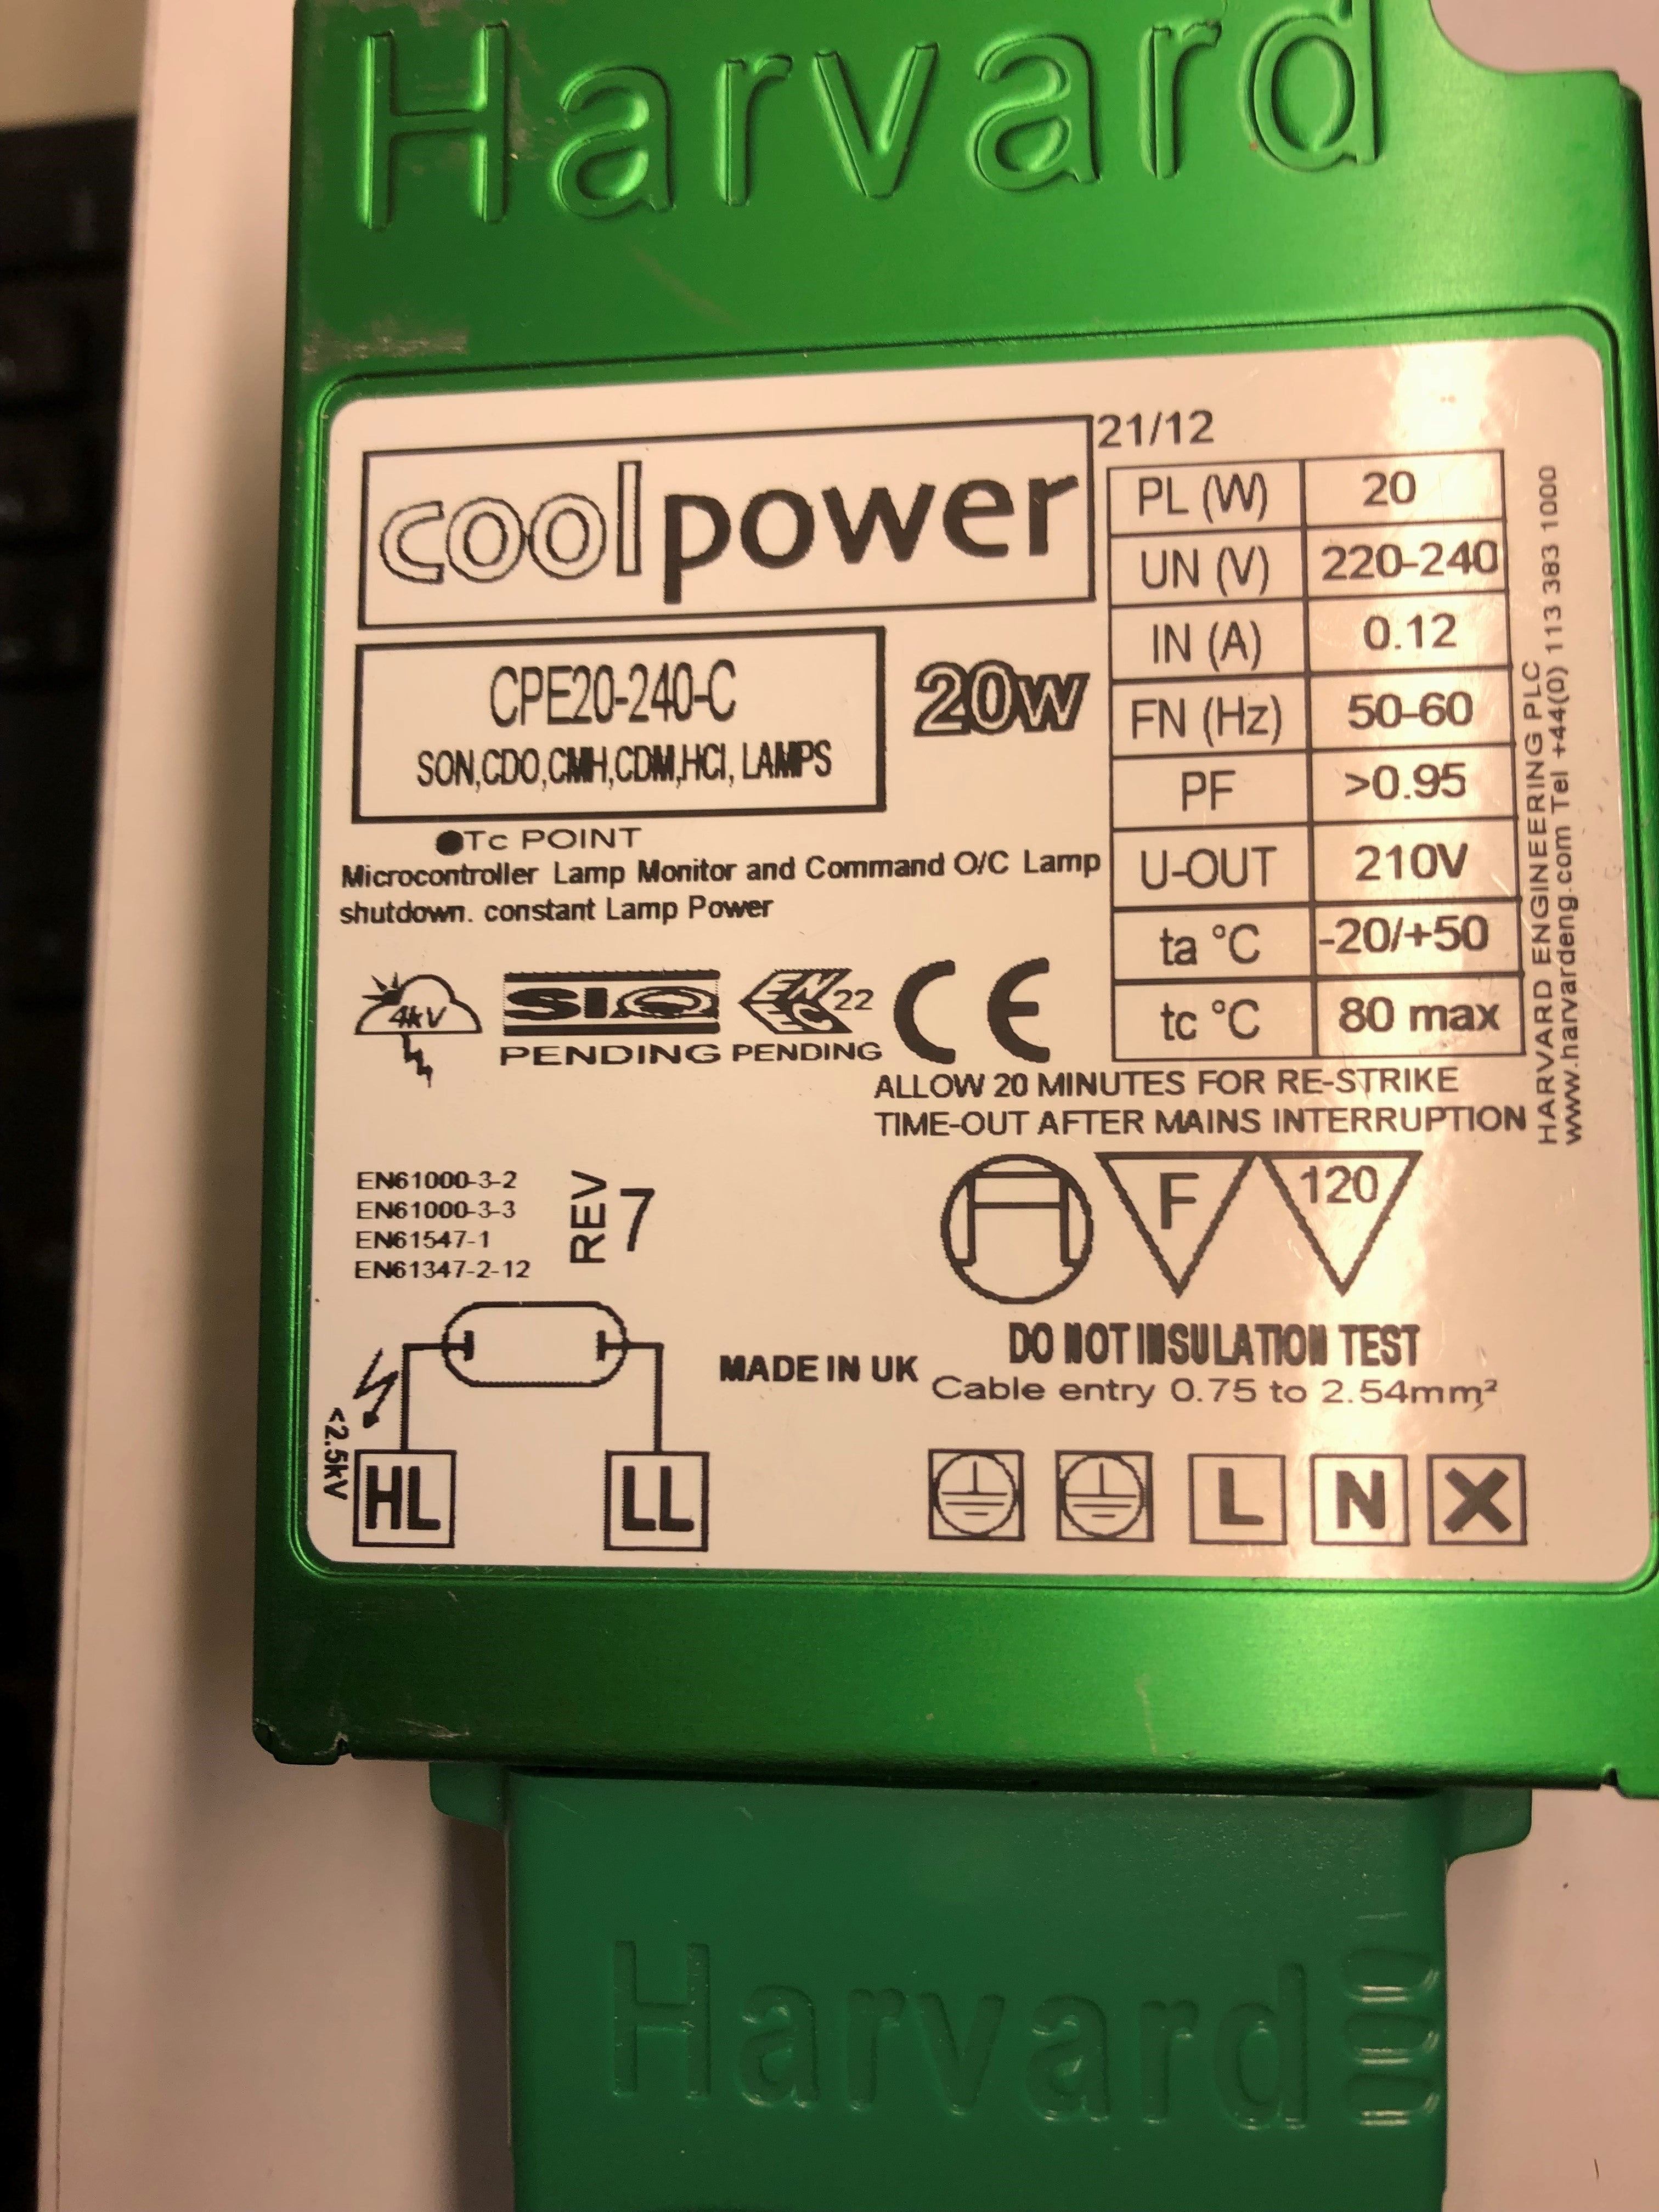 Harvard
21/12
coolpower
CPE20-240-C
SON,CDO,CMH,CDM,HCI, LAMPS
20w
PL (W) 20
UN (V) 220-240
IN (A) 0.12
FN (Hz) 50-60
PF >0.95
U-OUT 210V
ta °C -20/+50
tc °C 80 max
HARVARD ENGINEERING PLC
www.harvardeng.com Tel +44(0) 113 383 1000
Tc POINT
Microcontroller Lamp Monitor and Command O/C Lamp
shutdown. constant Lamp Power
4kV
SIQ
PENDING
ENEC 22
PENDING
CE
ALLOW 20 MINUTES FOR RE-STRIKE
TIME-OUT AFTER MAINS INTERRUPTION
EN61000-3-2
EN61000-3-3
EN61547-1
EN61347-2-12
REV 7
F
120
DO NOT INSULATION TEST
MADE IN UK
Cable entry 0.75 to 2.54mm²
<2.5kV
HL LL
L N X
Harvard